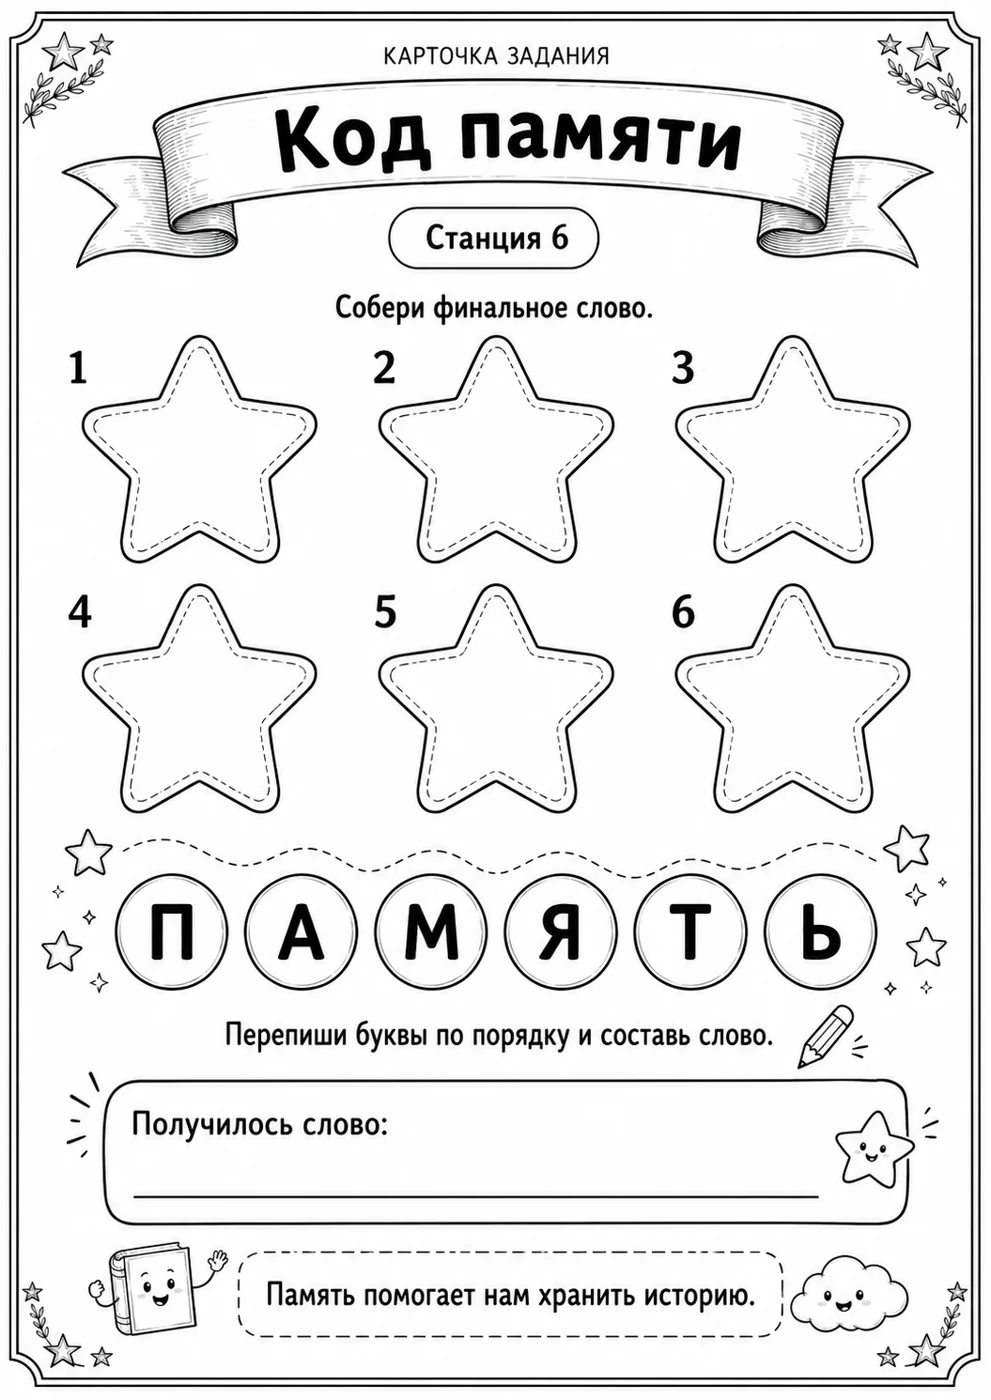 КАРТОЧКА ЗАДАНИЯ
Код памяти
Станция 6
Собери финальное слово.
1 2 3
4 5 6
П А М Я Т Ь
Перепиши буквы по порядку и составь слово.
Получилось слово:
Память помогает нам хранить историю.